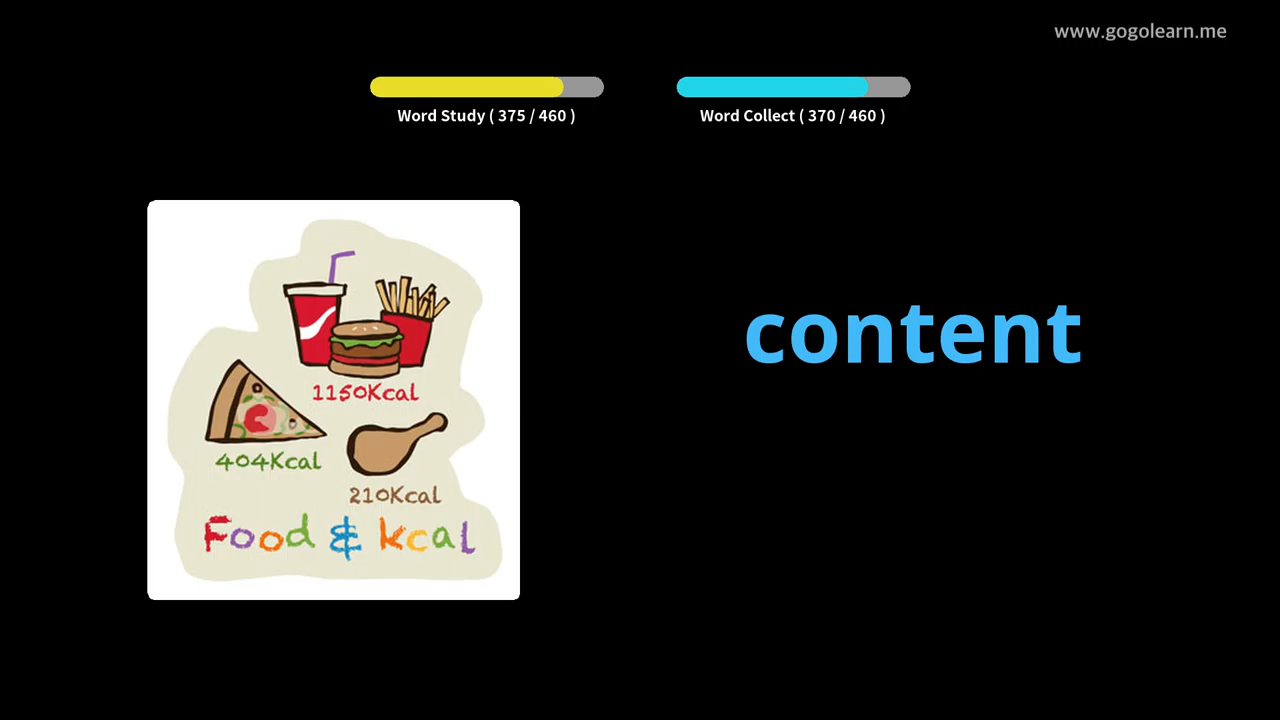 www.gogolearn.me
Word Study ( 375 / 460 )
Word Collect ( 370 / 460 )
content
1150Kcal
404Kcal
210Kcal
Food & kcal